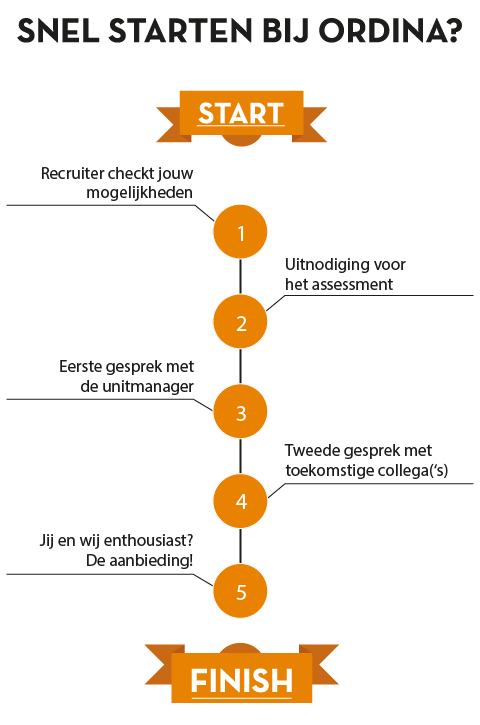 SNEL STARTEN BIJ ORDINA?
START
Recruiter checkt jouw
mogelijkheden
1
Uitnodiging voor
het assessment
2
Eerste gesprek met
de unitmanager
3
Tweede gesprek met
toekomstige collega(‘s)
4
Jij en wij enthousiast?
De aanbieding!
5
FINISH